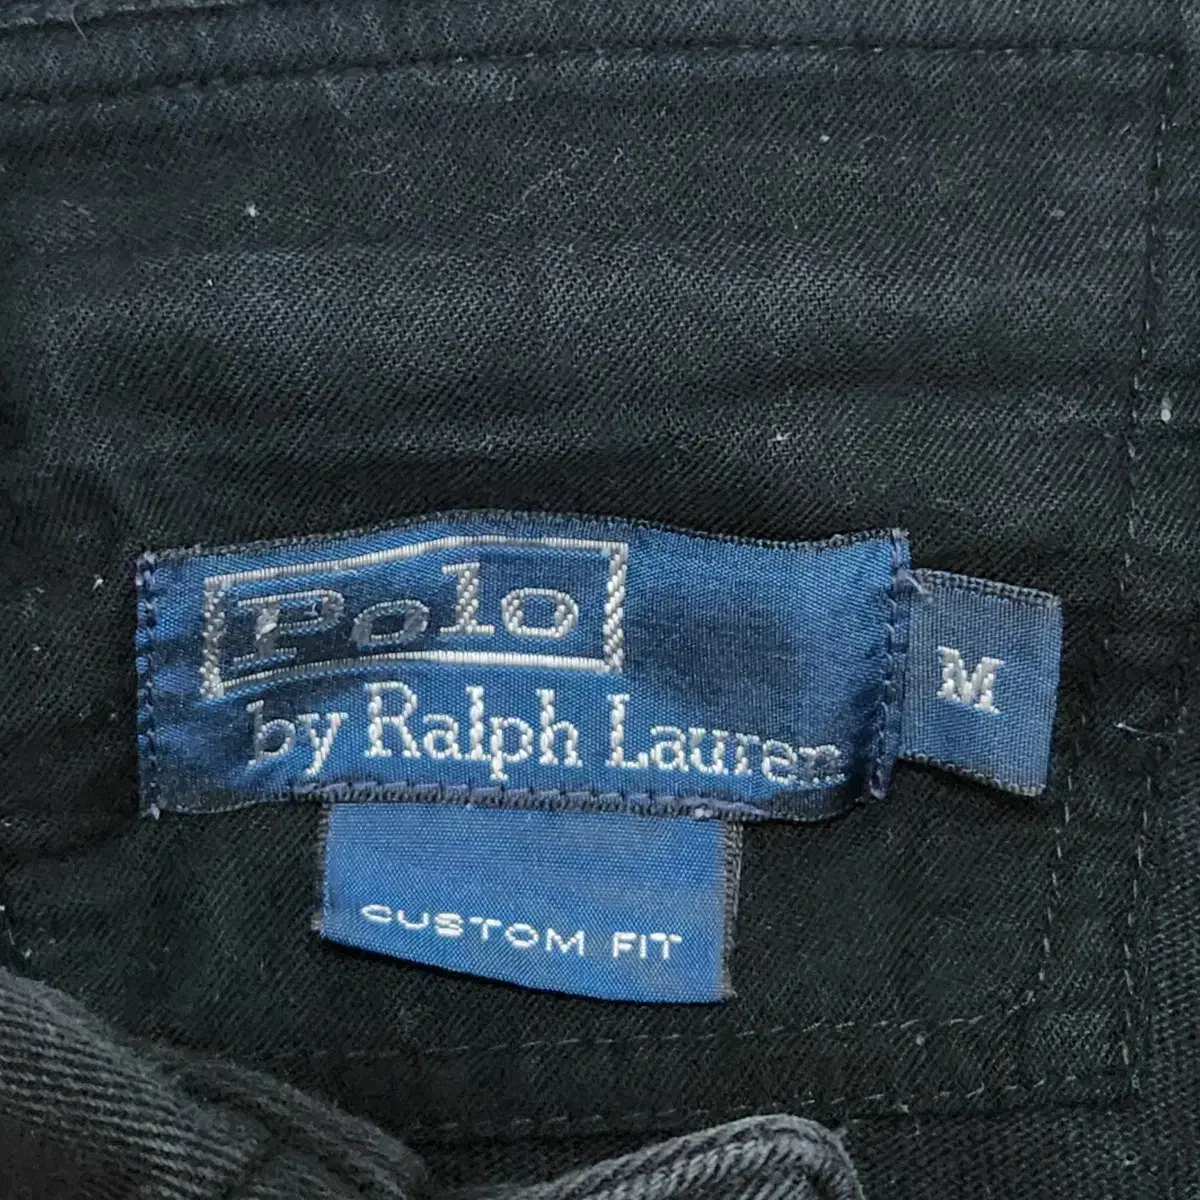 Polo
by Ralph Lauren
M
CUSTOM FIT